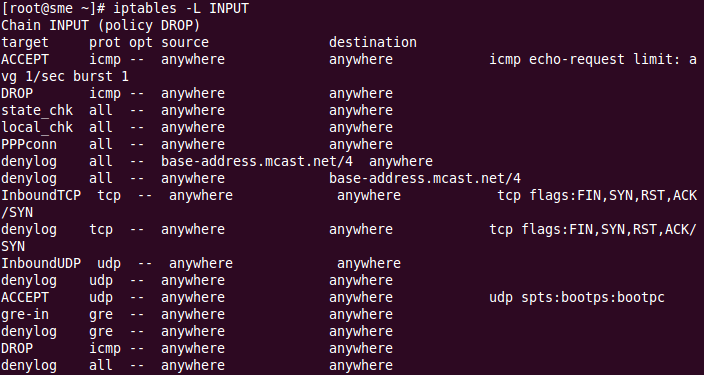 [root@sme ~]# iptables -L INPUT
Chain INPUT (policy DROP)
target     prot opt source               destination
ACCEPT     icmp --  anywhere             anywhere            icmp echo-request limit: a
vg 1/sec burst 1
DROP       icmp --  anywhere             anywhere
state_chk  all  --  anywhere             anywhere
local_chk  all  --  anywhere             anywhere
PPPconn    all  --  anywhere             anywhere
denylog    all  --  base-address.mcast.net/4  anywhere
denylog    all  --  anywhere             base-address.mcast.net/4
InboundTCP  tcp  --  anywhere             anywhere            tcp flags:FIN,SYN,RST,ACK
/SYN
denylog    tcp  --  anywhere             anywhere            tcp flags:FIN,SYN,RST,ACK/
SYN
InboundUDP  udp  --  anywhere             anywhere
denylog    udp  --  anywhere             anywhere
ACCEPT     udp  --  anywhere             anywhere            udp spts:bootps:bootpc
gre-in     gre  --  anywhere             anywhere
denylog    gre  --  anywhere             anywhere
DROP       icmp --  anywhere             anywhere
denylog    all  --  anywhere             anywhere